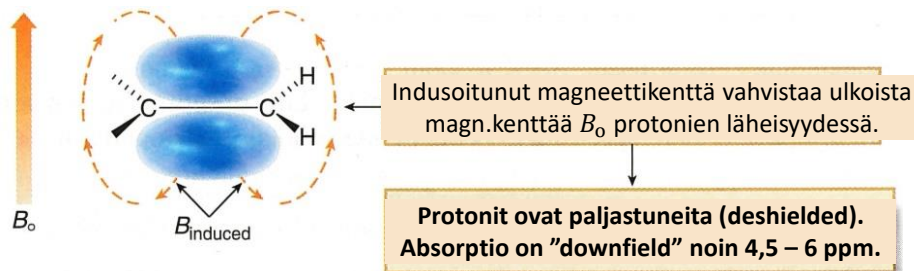 H
Indusoitunut magneettikenttä vahvistaa ulkoista
C
C
magn.kenttää B₀ protonien läheisyydessä.
H
Protonit ovat paljastuneita (deshielded).
B₀
B induced
Absorptio on ”downfield” noin 4,5 – 6 ppm.